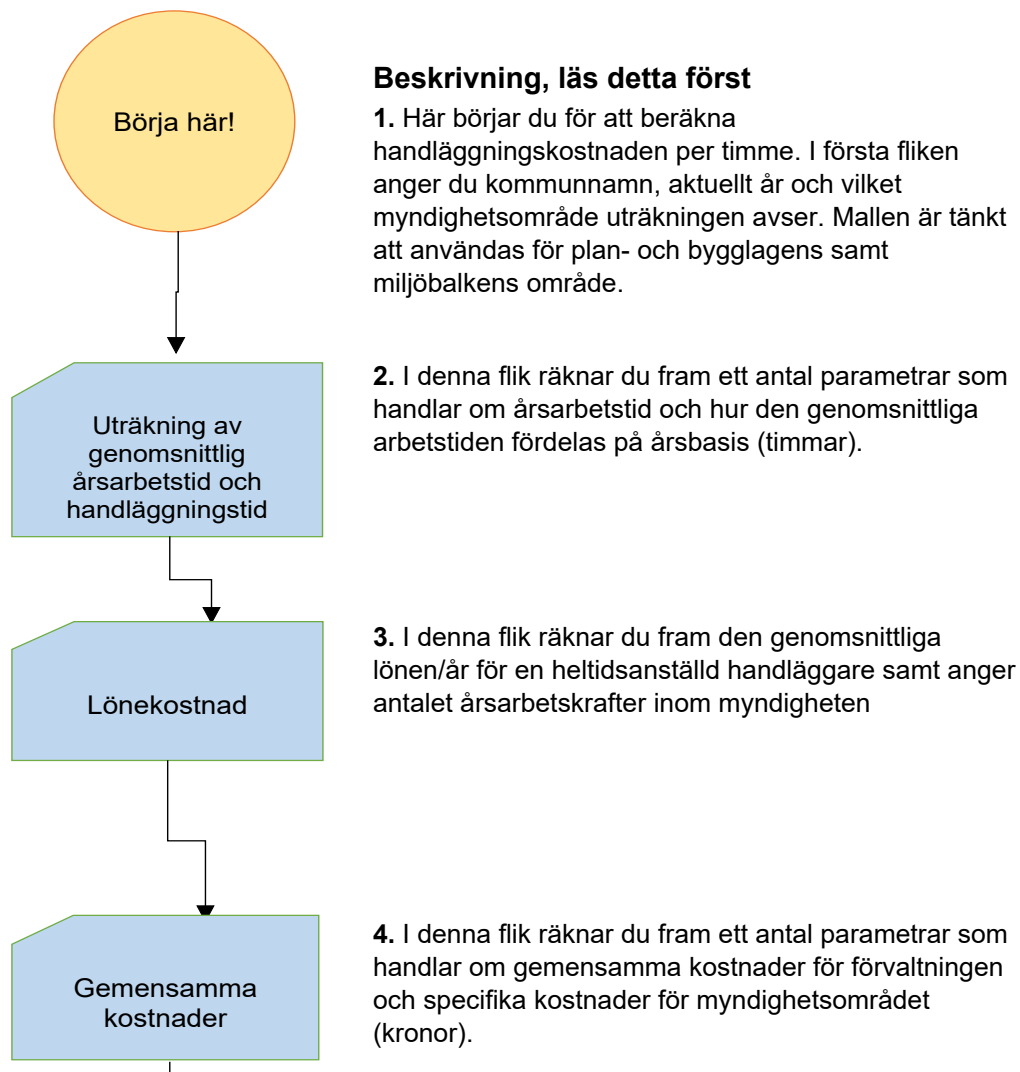 Börja här!
Beskrivning, läs detta först
1. Här börjar du för att beräkna
handläggningskostnaden per timme. I första fliken
anger du kommunnamn, aktuellt år och vilket
myndighetsområde uträkningen avser. Mallen är tänkt
att användas för plan- och bygglagens samt
miljöbalkens område.
Uträkning av
genomsnittlig
årsarbetstid och
handläggningstid
2. I denna flik räknar du fram ett antal parametrar som
handlar om årsarbetstid och hur den genomsnittliga
arbetstiden fördelas på årsbasis (timmar).
Lönekostnad
3. I denna flik räknar du fram den genomsnittliga
lönen/år för en heltidsanställd handläggare samt anger
antalet årsarbetskrafter inom myndigheten
Gemensamma
kostnader
4. I denna flik räknar du fram ett antal parametrar som
handlar om gemensamma kostnader för förvaltningen
och specifika kostnader för myndighetsområdet
(kronor).